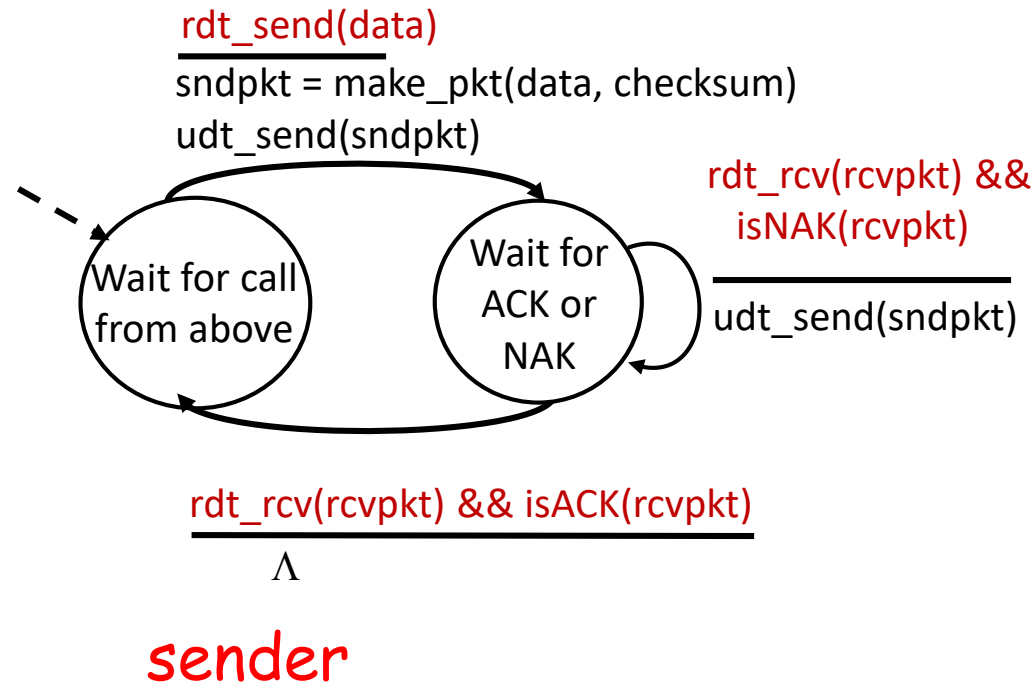 rdt_send(data)
sndpkt = make_pkt(data, checksum)
udt_send(sndpkt)
rdt_rcv(rcvpkt) &&
isNAK(rcvpkt)
udt_send(sndpkt)
Wait for call
from above
Wait for
ACK or
NAK
rdt_rcv(rcvpkt) && isACK(rcvpkt)
Λ
sender